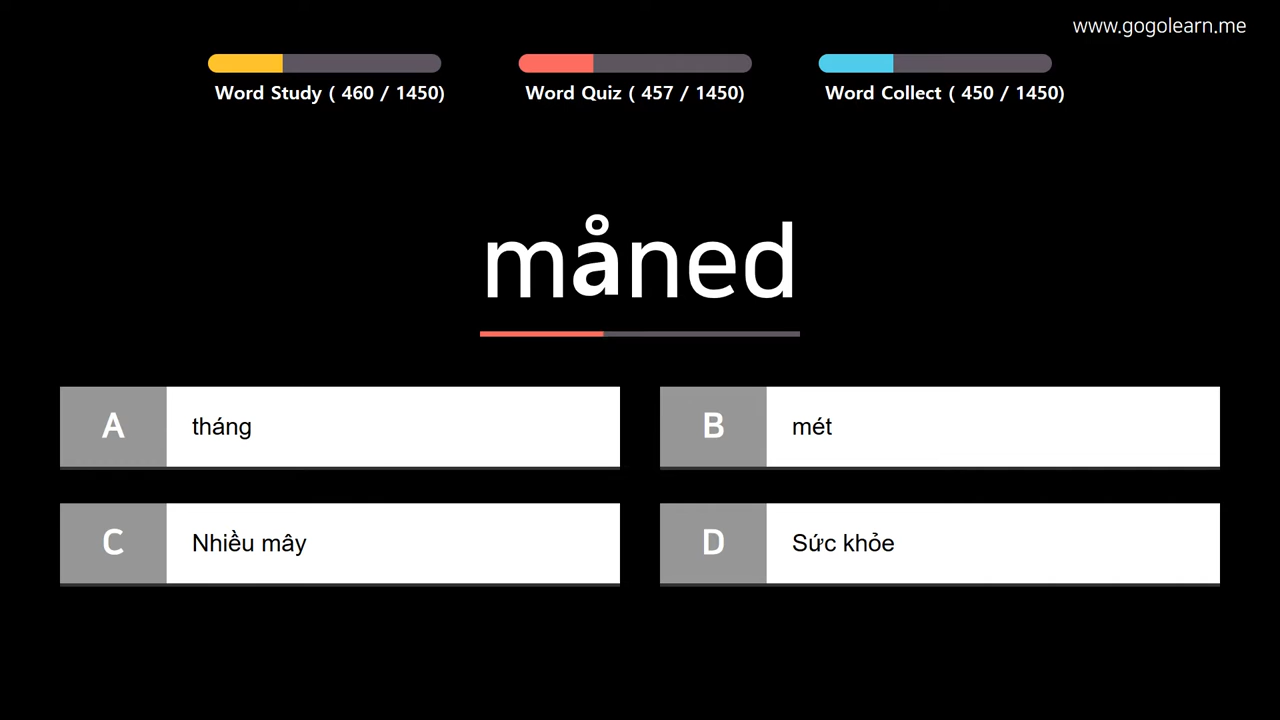 www.gogolearn.me
Word Study ( 460 / 1450)
Word Quiz ( 457 / 1450)
Word Collect ( 450 / 1450)
måned
A tháng
B mét
C Nhiều mây
D Sức khỏe